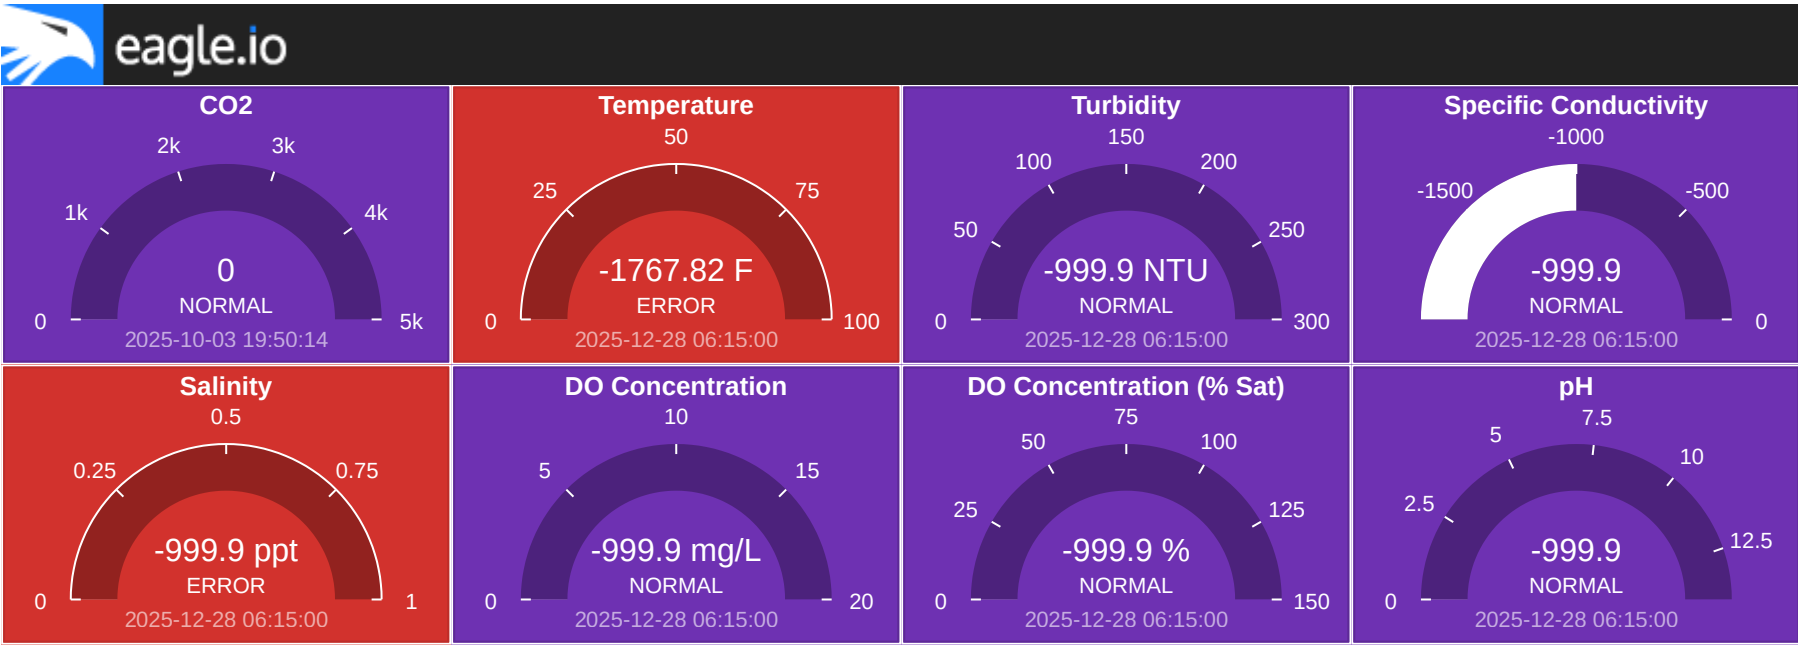 eagle.io
CO2
2k
3k
1k
4k
0
NORMAL
0
5k
2025-10-03 19:50:14
Temperature
50
25
75
-1767.82 F
ERROR
0
100
2025-12-28 06:15:00
Turbidity
150
100
200
50
250
-999.9 NTU
NORMAL
0
300
2025-12-28 06:15:00
Specific Conductivity
-1000
-1500
-500
-999.9
NORMAL
0
2025-12-28 06:15:00
Salinity
0.5
0.25
0.75
-999.9 ppt
ERROR
0
1
2025-12-28 06:15:00
DO Concentration
10
5
15
-999.9 mg/L
NORMAL
0
20
2025-12-28 06:15:00
DO Concentration (% Sat)
75
50
100
25
125
-999.9 %
NORMAL
0
150
2025-12-28 06:15:00
pH
7.5
5
10
2.5
12.5
-999.9
NORMAL
0
2025-12-28 06:15:00